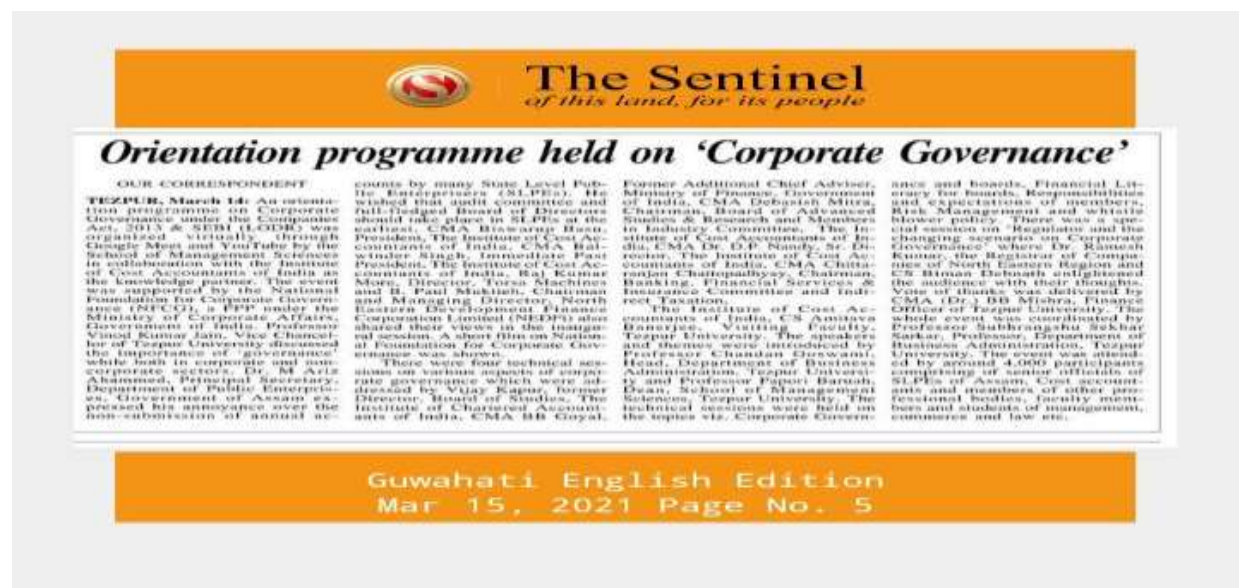 The Sentinel
of this land, for its people
Orientation programme held on ‘Corporate Governance’
OUR CORRESPONDENT
TEZPUR, March 14: An orienta-
tion programme on Corporate
Governance under the Companies
Act, 2013 & SEBI (LODR) was
organized virtually through
Google Meet and YouTube by the
School of Management Sciences
in collaboration with the Institute
of Cost Accountants of India as
the knowledge partner. The event
was supported by the National
Foundation for Corporate Govern-
ance (NFCG), a PPP under the
Ministry of Corporate Affairs,
Government of India. Professor
Vinod Kumar Jain, Vice Chancel-
lor of Tezpur University discussed
the importance of ‘governance’
while both in corporate and non-
corporate sectors. Dr. M Ariz
Ahammed, Principal Secretary,
Department of Public Enterpris-
es, Government of Assam ex-
pressed his annoyance over the
non-submission of annual ac-
counts by many State Level Pub-
lic Enterprisers (SLPEs). He
wished that audit committee and
full-fledged Board of Directors
should take place in SLPEs at the
earliest. CMA Biswarup Basu,
President, The Institute of Cost Ac-
countants of India, CMA Bal-
winder Singh, Immediate Past
President, The Institute of Cost Ac-
countant of India, Raj Kumar
More, Director, Torsa Machines
and B. Paul Muktieh, Chairman
and Managing Director, North
Eastern Development Finance
Corporation Limited (NEDFi) also
shared their views in the inaugu-
ral session. A short film on Nation-
al Foundation for Corporate Gov-
ernance was shown.
There were four technical ses-
sions on various aspects of corpo-
rate governance which were ad-
dressed by Vijay Kapur, former
Director, Board of Studies, The
Institute of Chartered Account-
ants of India, CMA BB Goyal,
Former Additional Chief Adviser,
Ministry of Finance, Government
of India, CMA Debasish Mitra,
Chairman, Board of Advanced
Studies & Research and Members
in Industry Committee, The In-
stitute of Cost Accountants of In-
dia, CMA Dr. D.P. Nandy, Sr. Di-
rector, The Institute of Cost Ac-
countants of India, CMA Chitta-
ranjan Chattopadhyay, Chairman,
Banking, Financial Services &
Insurance Committee and Indi-
rect Taxation.
The Institute of Cost Ac-
countants of India, CS Amitava
Banerjee, Visiting Faculty,
Tezpur University. The speakers
and themes were introduced by
Professor Chandan Goswami,
Head, Department of Business
Administration, Tezpur Universi-
ty and Professor Papori Baruah,
Dean, School of Management
Sciences, Tezpur University. The
technical sessions were held on
the topics viz. Corporate Govern-
ance and boards, Financial Lit-
eracy for boards, Responsibilities
and expectations of members,
Risk Management and whistle
blower policy. There was a spe-
cial session on ‘Regulator and the
changing scenario on Corporate
Governance’ where Dr. Ramesh
Kumar, the Registrar of Compa-
nies of North Eastern Region and
CS Biman Debnath enlightened
the audience with their thoughts.
Vote of thanks was delivered by
CMA (Dr.) BB Mishra, Finance
Officer of Tezpur University. The
whole event was coordinated by
Professor Subhrangshu Sekhar
Sarkar, Professor, Department of
Business Administration, Tezpur
University. The event was attend-
ed by around 4,000 participants
comprising of senior officials of
SLPEs of Assam, Cost account-
ants and members of other pro-
fessional bodies, faculty mem-
bers and students of management,
commerce and law etc.
Guwahati English Edition
Mar 15, 2021 Page No. 5